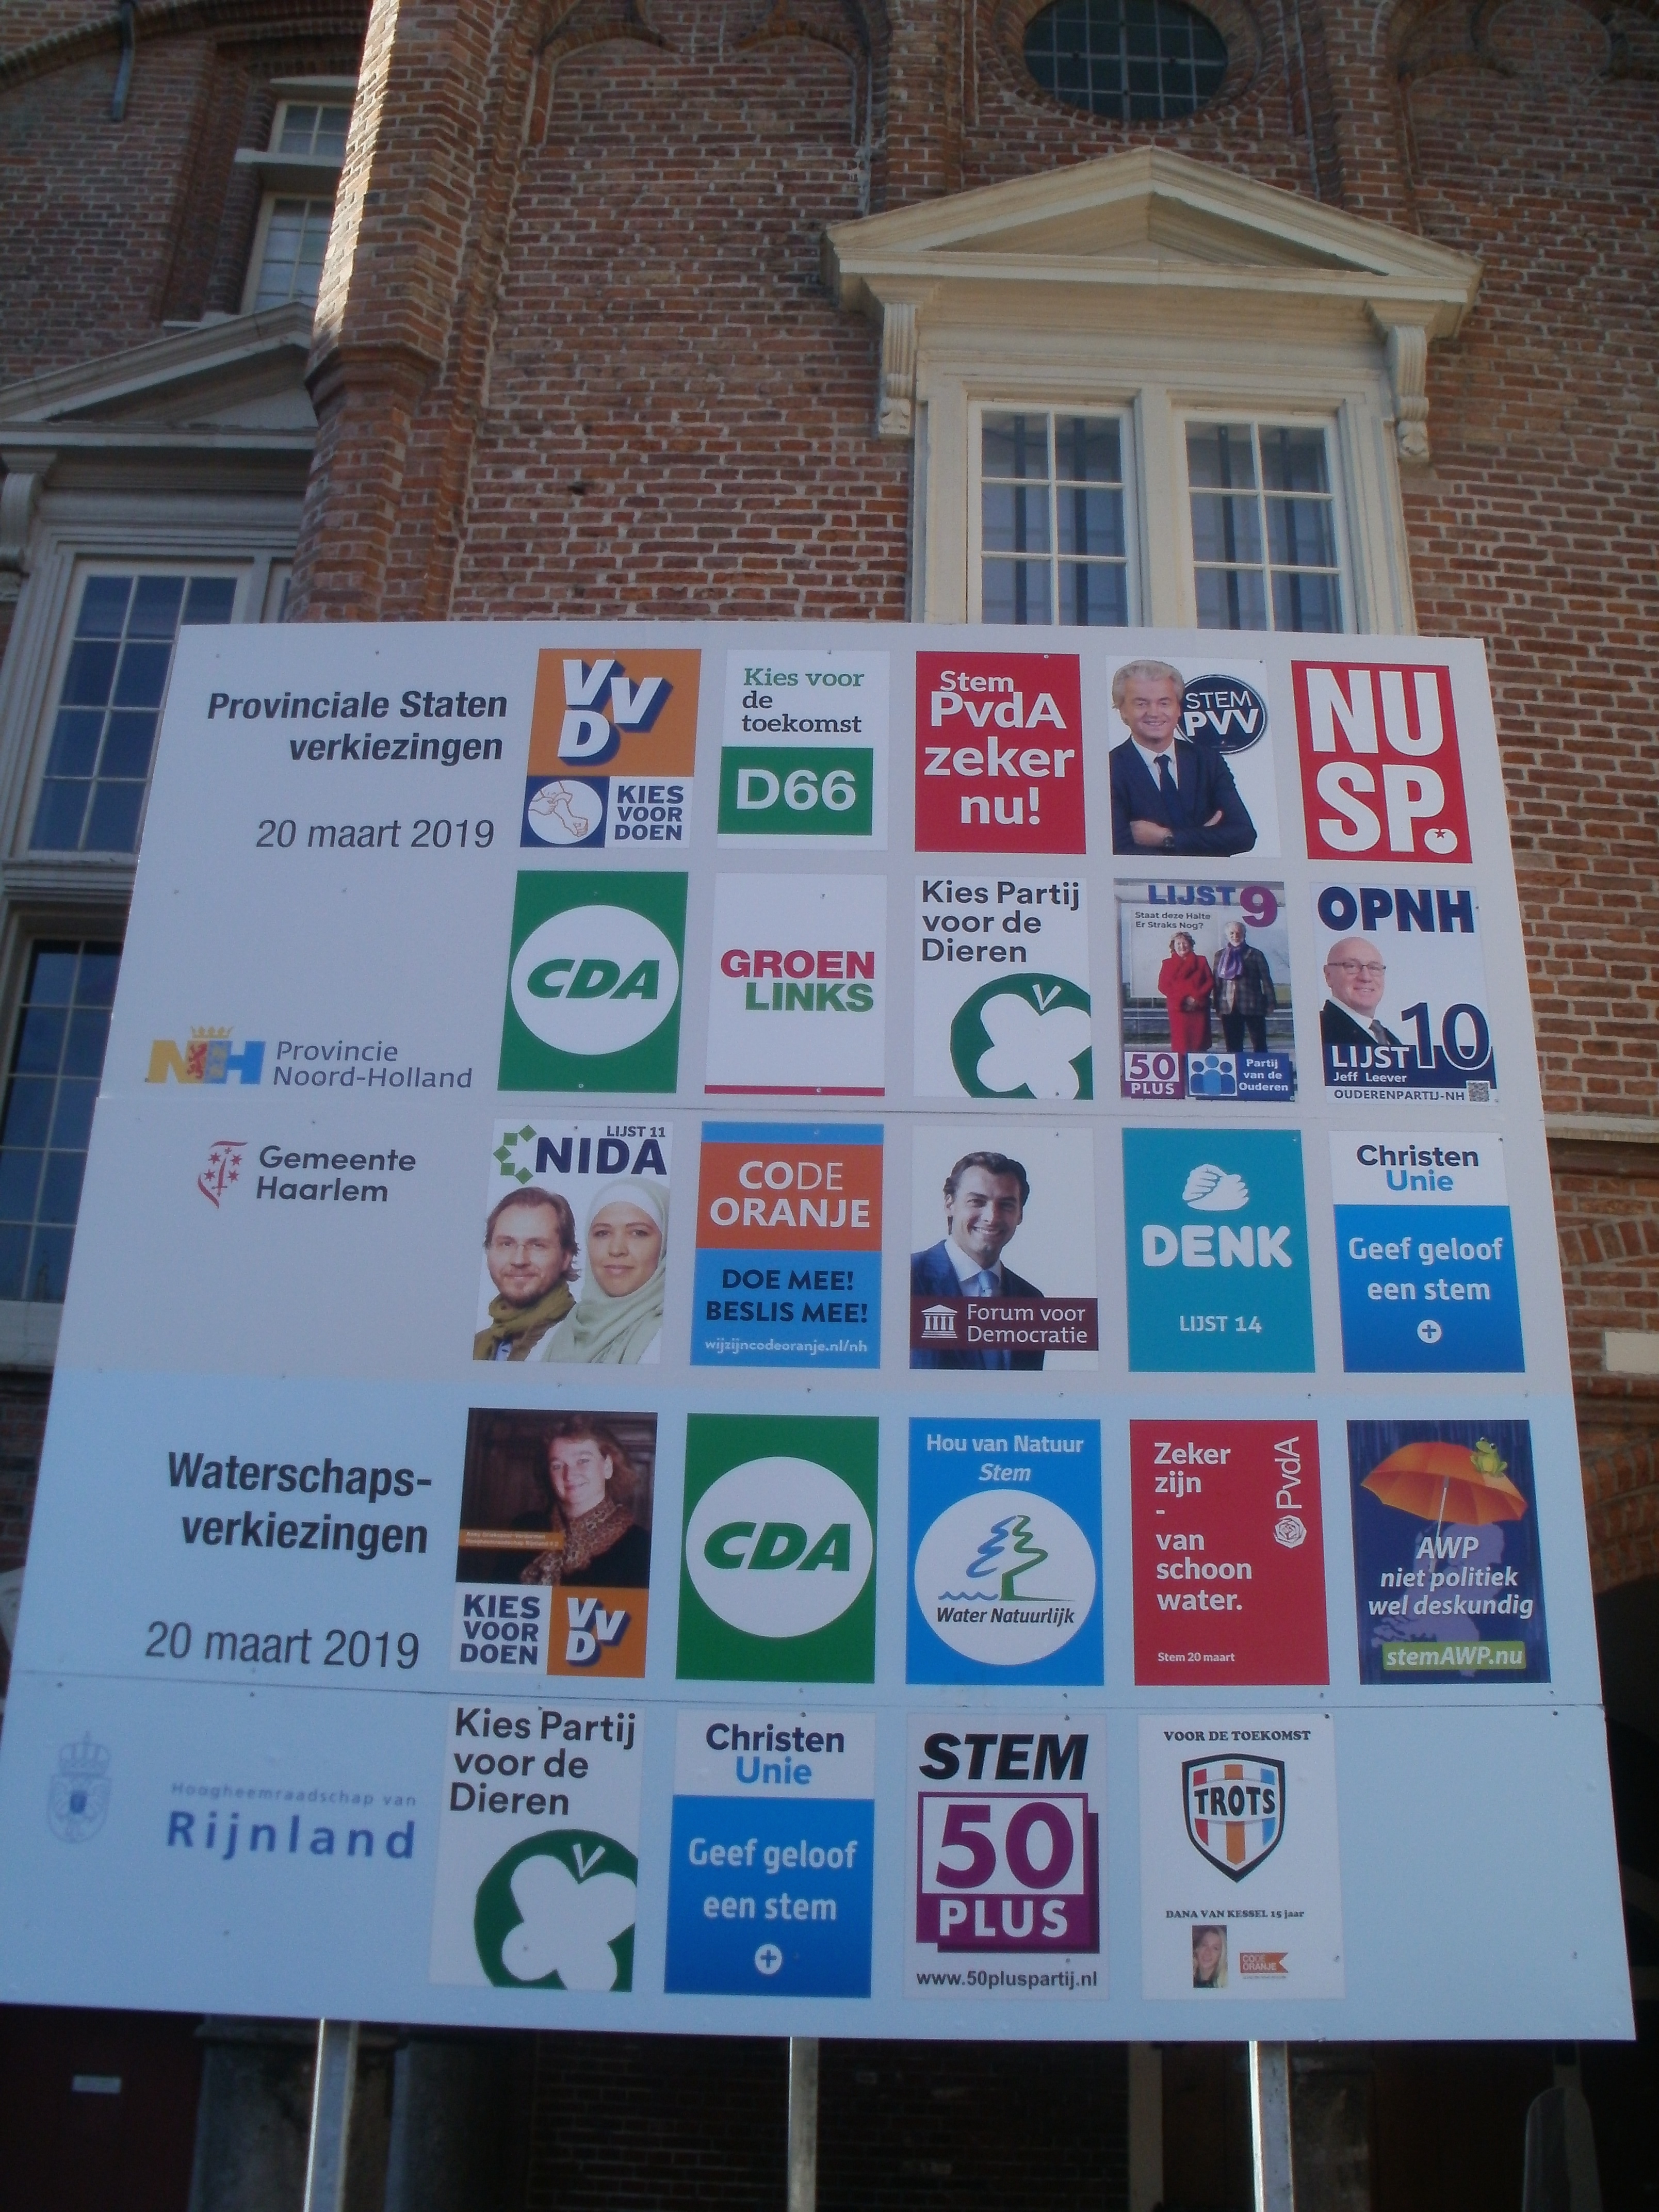 Provinciale Staten
verkiezingen
20 maart 2019
VVD
KIES
VOOR
DOEN
Kies voor
de
toekomst
D66
Stem
PvdA
zeker
nu!
STEM
PVV
NU
SP.
CDA
GROEN
LINKS
Kies Partij
voor de
Dieren
LIJST 9
Staat deze Halte
Er Straks Nog?
50
PLUS
Partij
van de
Ouderen
OPNH
LIJST 10
Jeff Leever
OUDERENPARTIJ-NH
NH
Provincie
Noord-Holland
Gemeente
Haarlem
LIJST 11
NIDA
CODE
ORANJE
DOE MEE!
BESLIS MEE!
wijzijncodeoranje.nl/nh
Forum voor
Democratie
DENK
LIJST 14
Christen
Unie
Geef geloof
een stem
Waterschaps-
verkiezingen
20 maart 2019
KIES
VOOR
DOEN
VVD
CDA
Hou van Natuur
Stem
Water Natuurlijk
Zeker
zijn
-
van
schoon
water.
PvdA
Stem 20 maart
AWP
niet politiek
wel deskundig
stemAWP.nu
Hoogheemraadschap van
Rijnland
Kies Partij
voor de
Dieren
Christen
Unie
Geef geloof
een stem
STEM
50
PLUS
www.50pluspartij.nl
VOOR DE TOEKOMST
TROTS
DANA VAN KESSEL 15 jaar
CODE
ORANJE